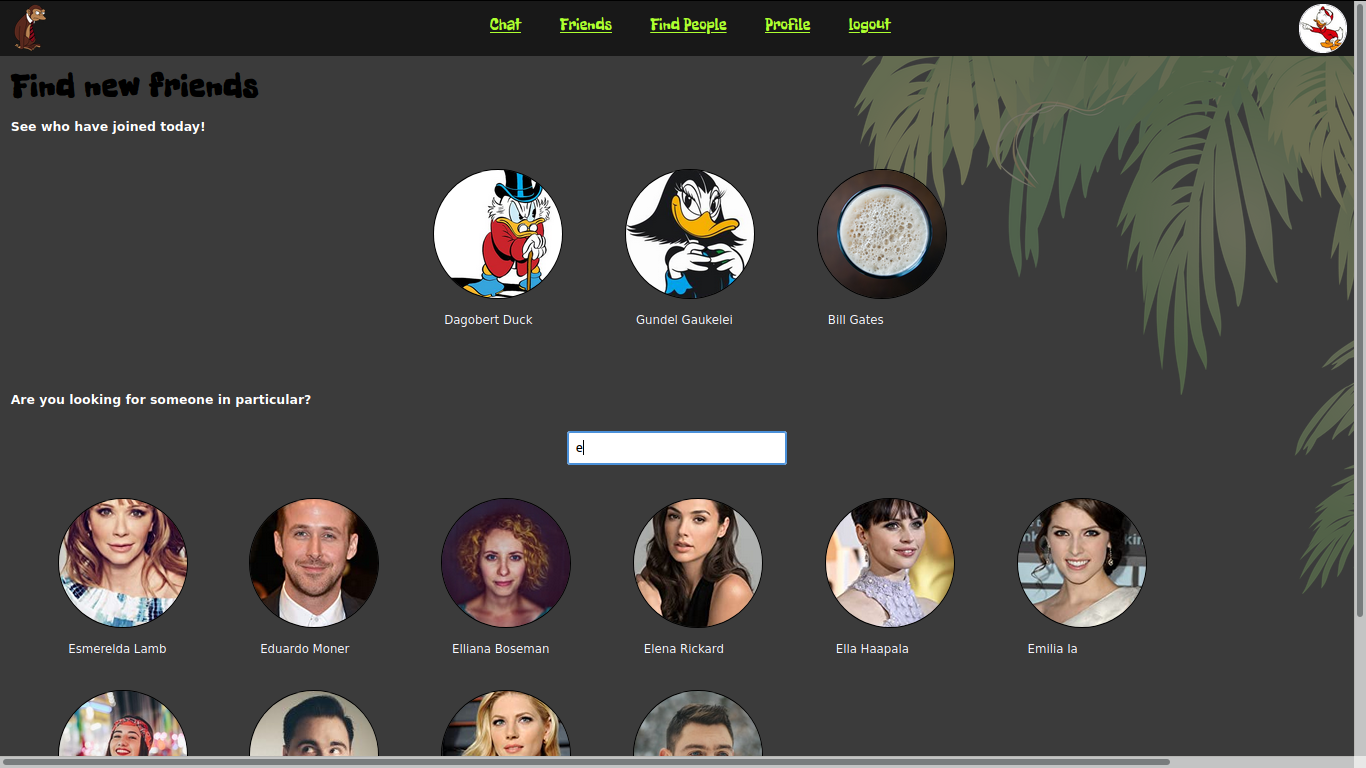 Chat Friends Find People Profile logout
Find new friends
See who have joined today!
Dagobert Duck Gundel Gaukelei Bill Gates
Are you looking for someone in particular?
e
Esmerelda Lamb Eduardo Moner Elliana Boseman Elena Rickard Ella Haapala Emilia Ia